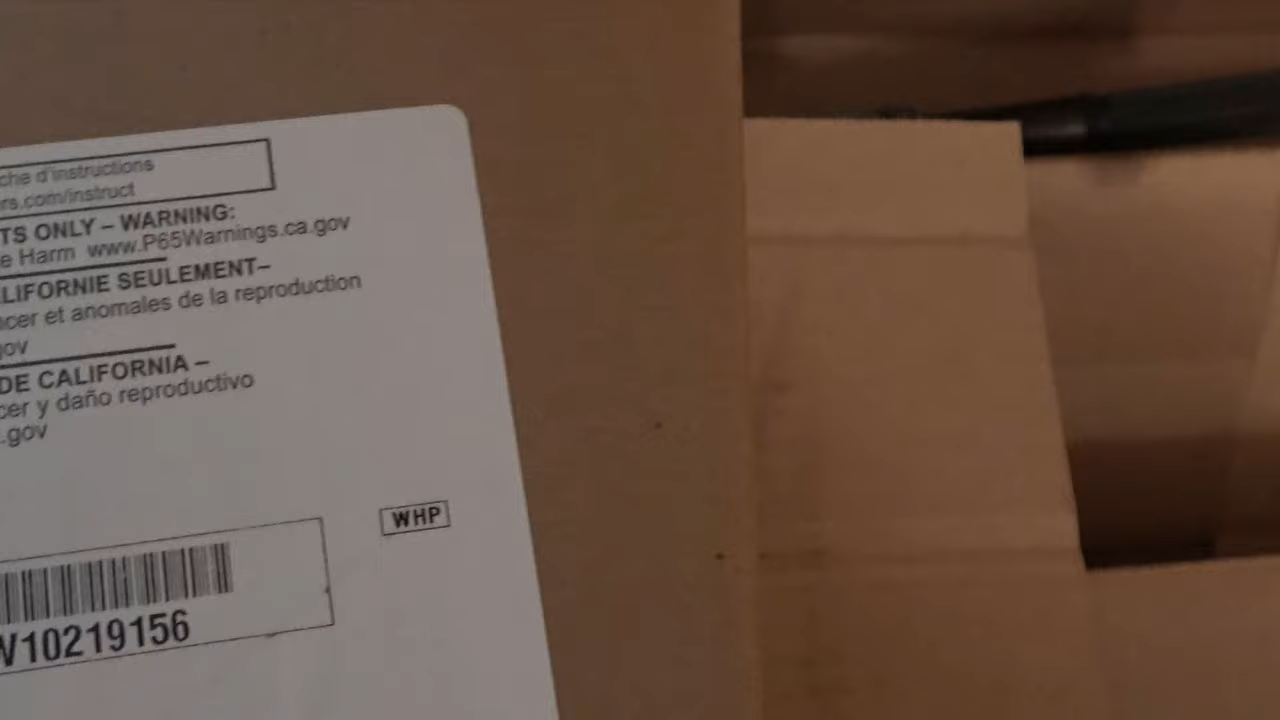 che d'instructions
rs.com/instruct
TS ONLY – WARNING:
e Harm www.P65Warnings.ca.gov
LIFORNIE SEULEMENT–
ncer et anomales de la reproduction
gov
DE CALIFORNIA –
cer y daño reproductivo
.gov
WHP
W10219156